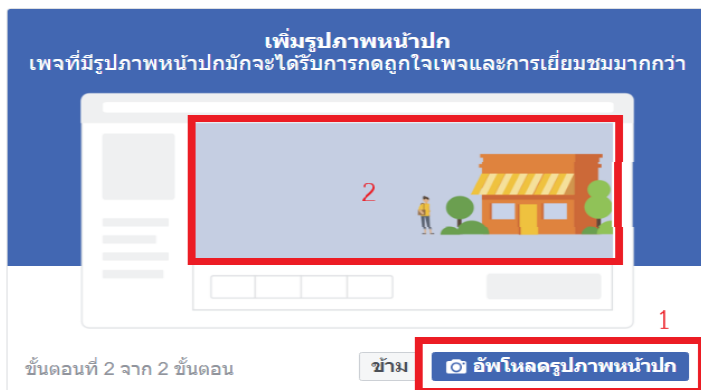 เพิ่มรูปภาพหน้าปก
เพจที่มีรูปภาพหน้าปกมักจะได้รับการกดถูกใจเพจและการเยี่ยมชมมากกว่า
2
1
ขั้นตอนที่ 2 จาก 2 ขั้นตอน
ข้าม
อัพโหลดรูปภาพหน้าปก